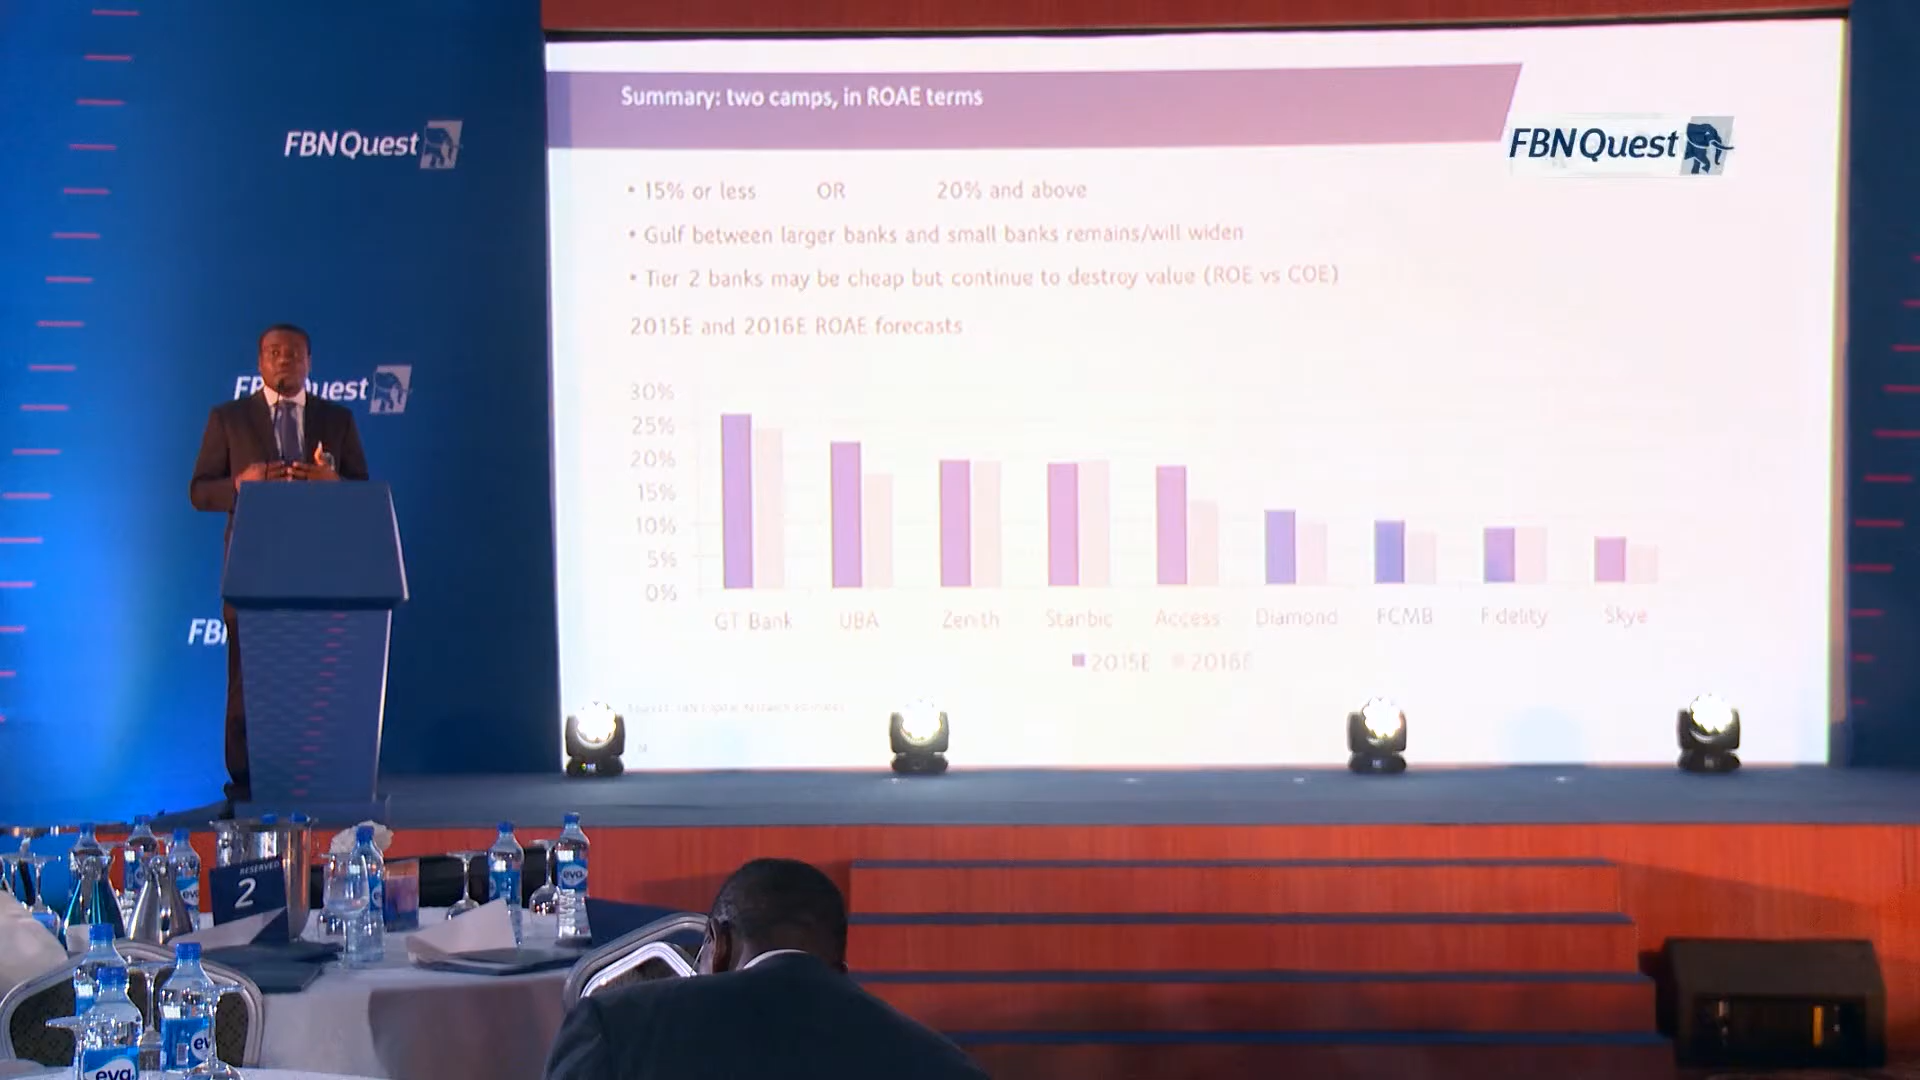 Summary: two camps, in ROAE terms
FBNQuest
FBNQuest
• 15% or less OR 20% and above
• Gulf between larger banks and small banks remains/will widen
• Tier 2 banks may be cheap but continue to destroy value (ROE vs COE)
2015E and 2016E ROAE forecasts
30%
25%
20%
15%
10%
5%
0%
GT Bank UBA Zenith Stanbic Access Diamond FCMB Fidelity Skye
2015E 2016E
uest
FB
RESERVED
2
eva
eva